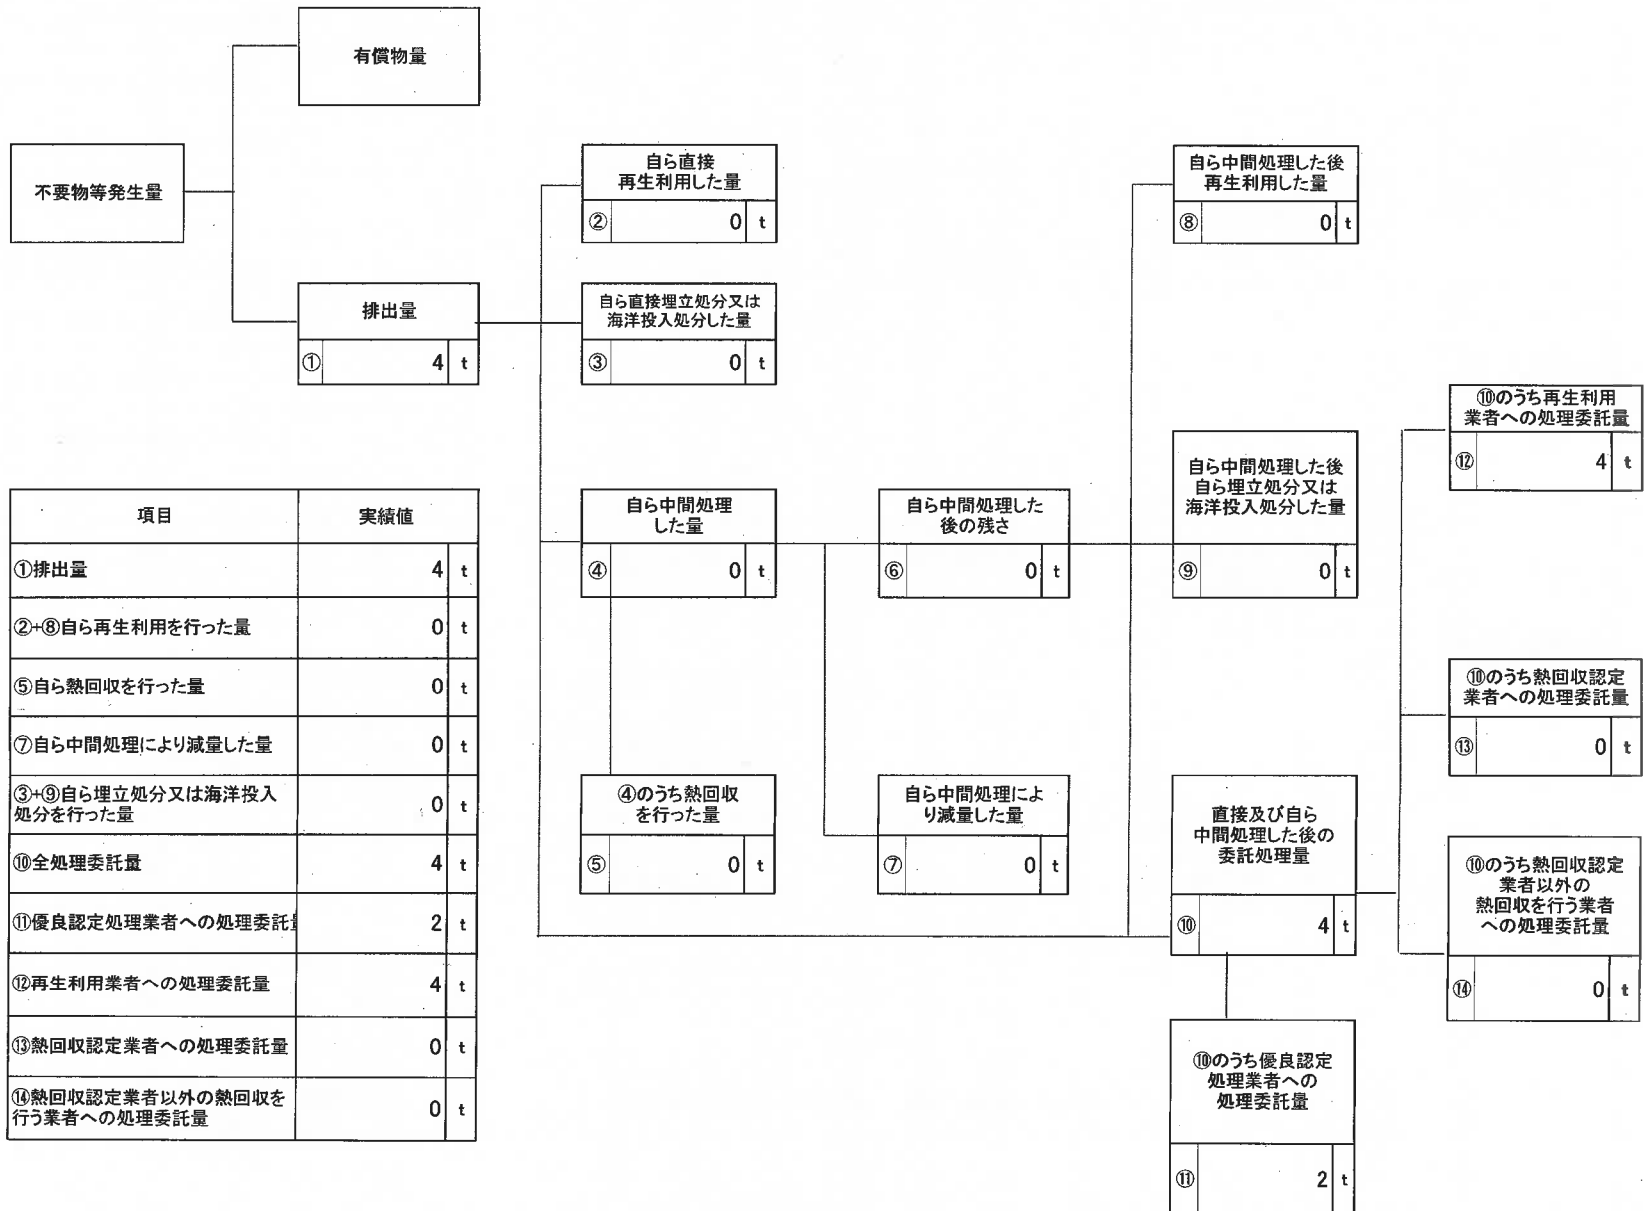 有償物量
不要物等発生量
自ら直接
再生利用した量
② 0 t
自ら中間処理した後
再生利用した量
⑧ 0 t
排出量
① 4 t
自ら直接埋立処分又は
海洋投入処分した量
③ 0 t
⑩のうち再生利用
業者への処理委託量
⑫ 4 t
自ら中間処理
した量
④ 0 t
自ら中間処理した
後の残さ
⑥ 0 t
自ら中間処理した後
自ら埋立処分又は
海洋投入処分した量
⑨ 0 t
⑩のうち熱回収認定
業者への処理委託量
⑬ 0 t
④のうち熱回収
を行った量
⑤ 0 t
自ら中間処理によ
り減量した量
⑦ 0 t
直接及び自ら
中間処理した後の
委託処理量
⑩ 4 t
⑩のうち熱回収認定
業者以外の
熱回収を行う業者
への処理委託量
⑭ 0 t
⑩のうち優良認定
処理業者への
処理委託量
⑪ 2 t
項目 実績値
①排出量 4 t
②+⑧自ら再生利用を行った量 0 t
⑤自ら熱回収を行った量 0 t
⑦自ら中間処理により減量した量 0 t
③+⑨自ら埋立処分又は海洋投入
処分を行った量 0 t
⑩全処理委託量 4 t
⑪優良認定処理業者への処理委託 2 t
⑫再生利用業者への処理委託量 4 t
⑬熱回収認定業者への処理委託量 0 t
⑭熱回収認定業者以外の熱回収を
行う業者への処理委託量 0 t